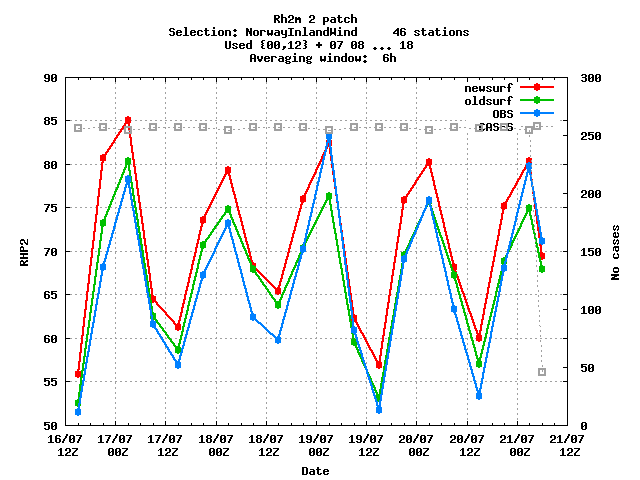 Rh2m 2 patch
Selection: NorwayInlandWind     46 stations
Used {00,12} + 07 08 ... 18
Averaging window:  6h
90
85
80
75
70
65
60
55
50
300
250
200
150
100
50
0
RHP2
No cases
newsurf
oldsurf
OBS
CASES
16/07 17/07 17/07 18/07 18/07 19/07 19/07 20/07 20/07 21/07 21/07
12Z 00Z 12Z 00Z 12Z 00Z 12Z 00Z 12Z 00Z 12Z
Date